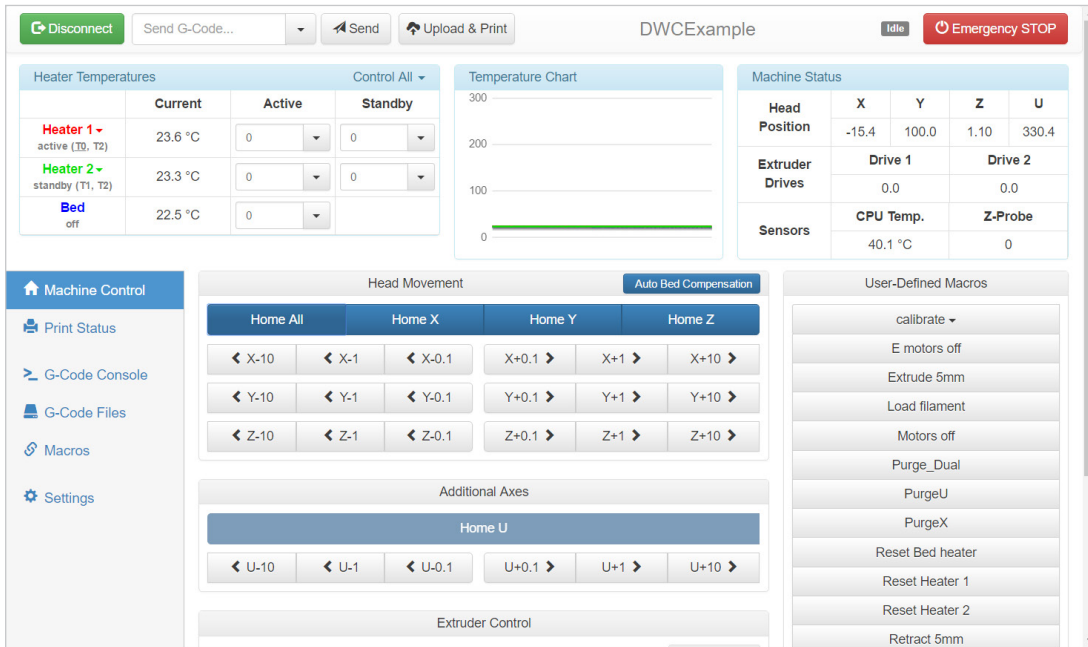 Disconnect Send G-Code... Send Upload & Print DWCExample Idle Emergency STOP
Heater Temperatures Control All
Current Active Standby
Heater 1 23.6 °C 0 0
active (T0, T2)
Heater 2 23.3 °C 0 0
standby (T1, T2)
Bed 22.5 °C 0
off
Temperature Chart
300
200
100
0
Machine Status
Head Position X Y Z U
-15.4 100.0 1.10 330.4
Extruder Drives Drive 1 Drive 2
0.0 0.0
Sensors CPU Temp. Z-Probe
40.1 °C 0
Machine Control
Print Status
G-Code Console
G-Code Files
Macros
Settings
Head Movement Auto Bed Compensation
Home All Home X Home Y Home Z
X-10 X-1 X-0.1 X+0.1 X+1 X+10
Y-10 Y-1 Y-0.1 Y+0.1 Y+1 Y+10
Z-10 Z-1 Z-0.1 Z+0.1 Z+1 Z+10
Additional Axes
Home U
U-10 U-1 U-0.1 U+0.1 U+1 U+10
Extruder Control
User-Defined Macros
calibrate
E motors off
Extrude 5mm
Load filament
Motors off
Purge_Dual
PurgeU
PurgeX
Reset Bed heater
Reset Heater 1
Reset Heater 2
Retract 5mm